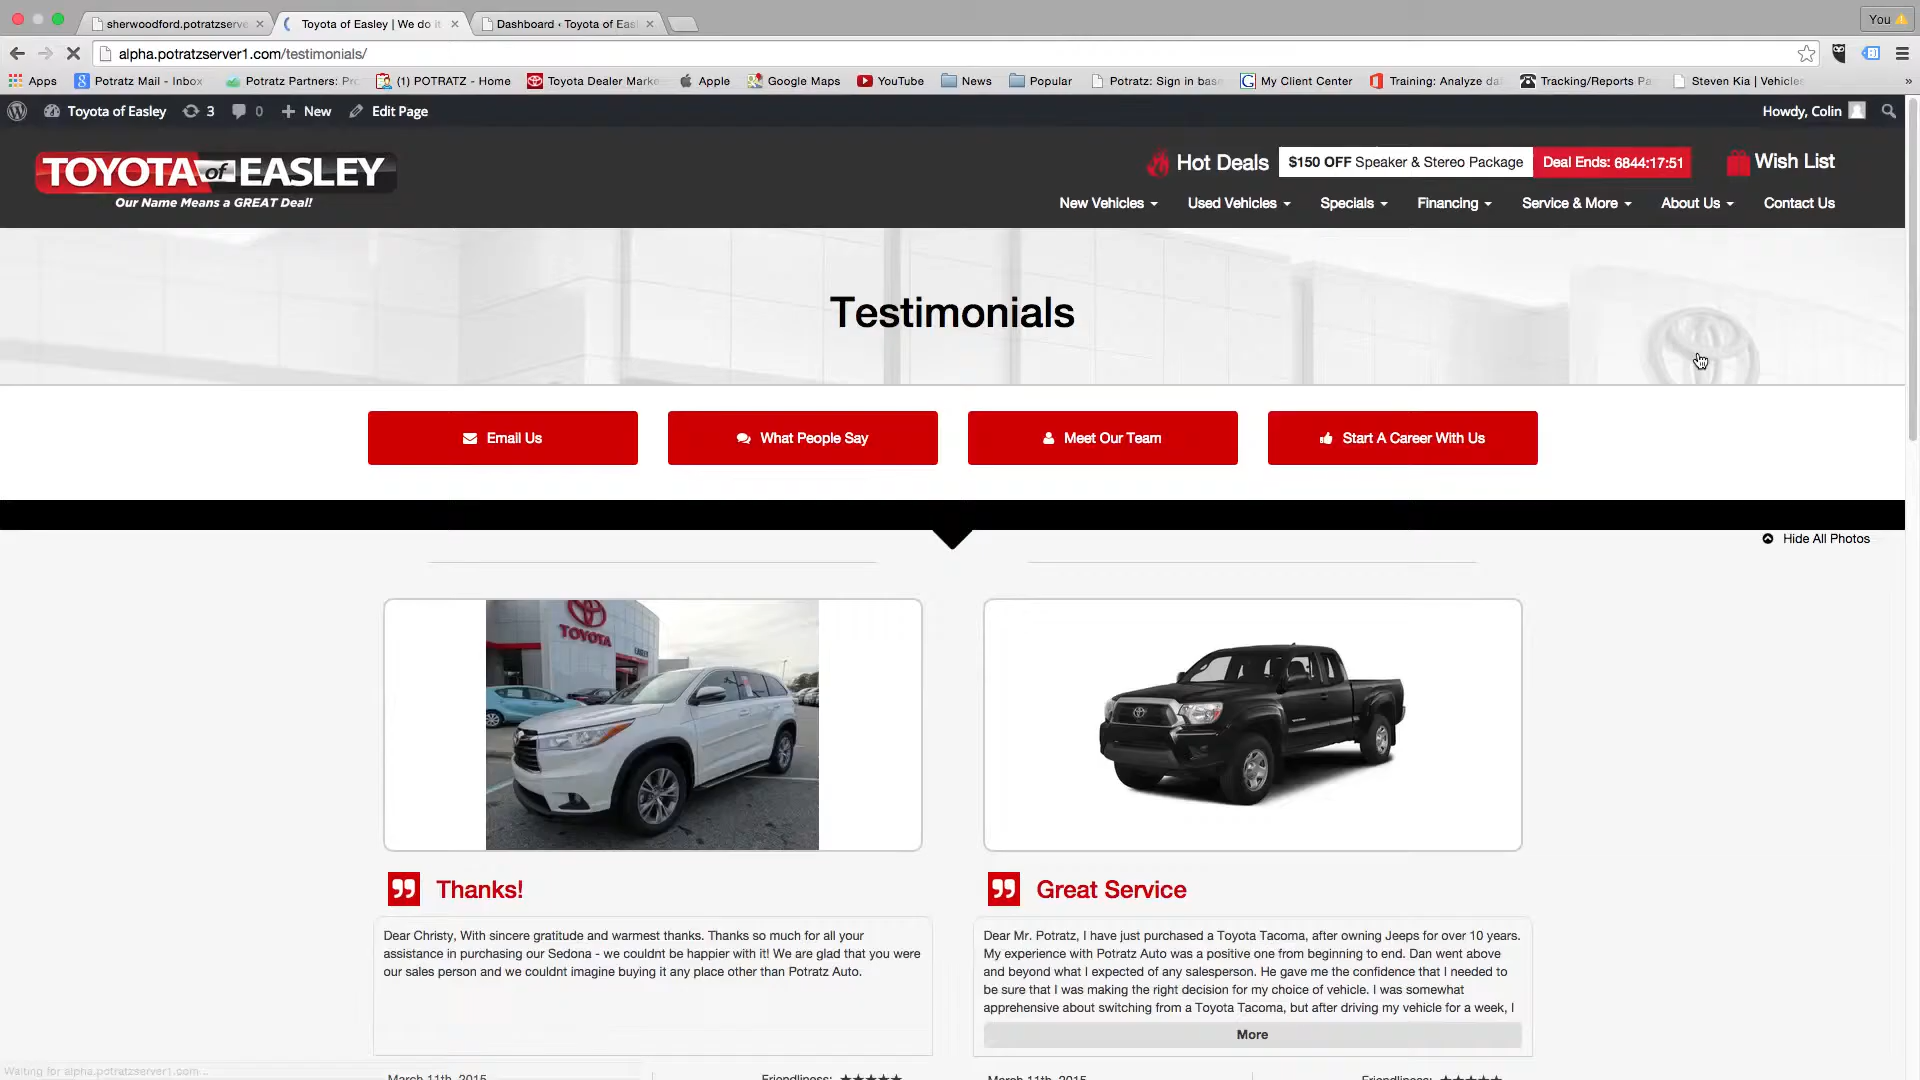 sherwoodford.potratzserve
Toyota of Easley | We do it
Dashboard ‹ Toyota of Easl
You
alpha.potratzserver1.com/testimonials/
Apps
Potratz Mail - Inbox
Potratz Partners: Pro
(1) POTRATZ - Home
Toyota Dealer Marke
Apple
Google Maps
YouTube
News
Popular
Potratz: Sign in base
My Client Center
Training: Analyze da
Tracking/Reports Pa
Steven Kia | Vehicles
»
Toyota of Easley
3
0
New
Edit Page
Howdy, Colin
TOYOTA of EASLEY
Our Name Means a GREAT Deal!
Hot Deals
$150 OFF Speaker & Stereo Package
Deal Ends: 6844:17:51
Wish List
New Vehicles
Used Vehicles
Specials
Financing
Service & More
About Us
Contact Us
Testimonials
Email Us
What People Say
Meet Our Team
Start A Career With Us
Hide All Photos
TOYOTA
EASLEY
Thanks!
Dear Christy, With sincere gratitude and warmest thanks. Thanks so much for all your
assistance in purchasing our Sedona - we couldnt be happier with it! We are glad that you were
our sales person and we couldnt imagine buying it any place other than Potratz Auto.
Great Service
Dear Mr. Potratz, I have just purchased a Toyota Tacoma, after owning Jeeps for over 10 years.
My experience with Potratz Auto was a positive one from beginning to end. Dan went above
and beyond what I expected of any salesperson. He gave me the confidence that I needed to
be sure that I was making the right decision for my choice of vehicle. I was somewhat
apprehensive about switching from a Toyota Tacoma, but after driving my vehicle for a week, I
More
March 11th, 2015
Friendliness: ★★★★★
March 11th, 2015
Friendliness: ★★★★★
Waiting for alpha.potratzserver1.com...